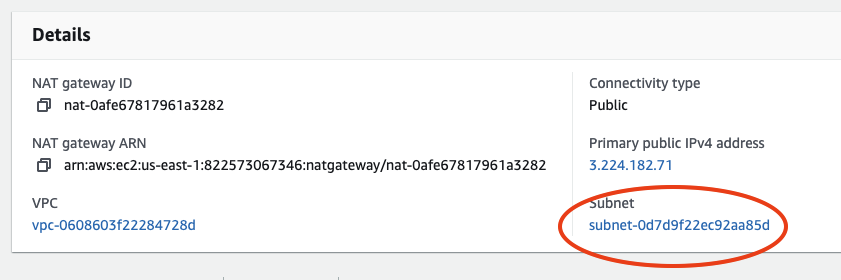 Details
NAT gateway ID
nat-0afe67817961a3282
NAT gateway ARN
arn:aws:ec2:us-east-1:822573067346:natgateway/nat-0afe67817961a3282
VPC
vpc-0608603f22284728d
Connectivity type
Public
Primary public IPv4 address
3.224.182.71
Subnet
subnet-0d7d9f22ec92aa85d